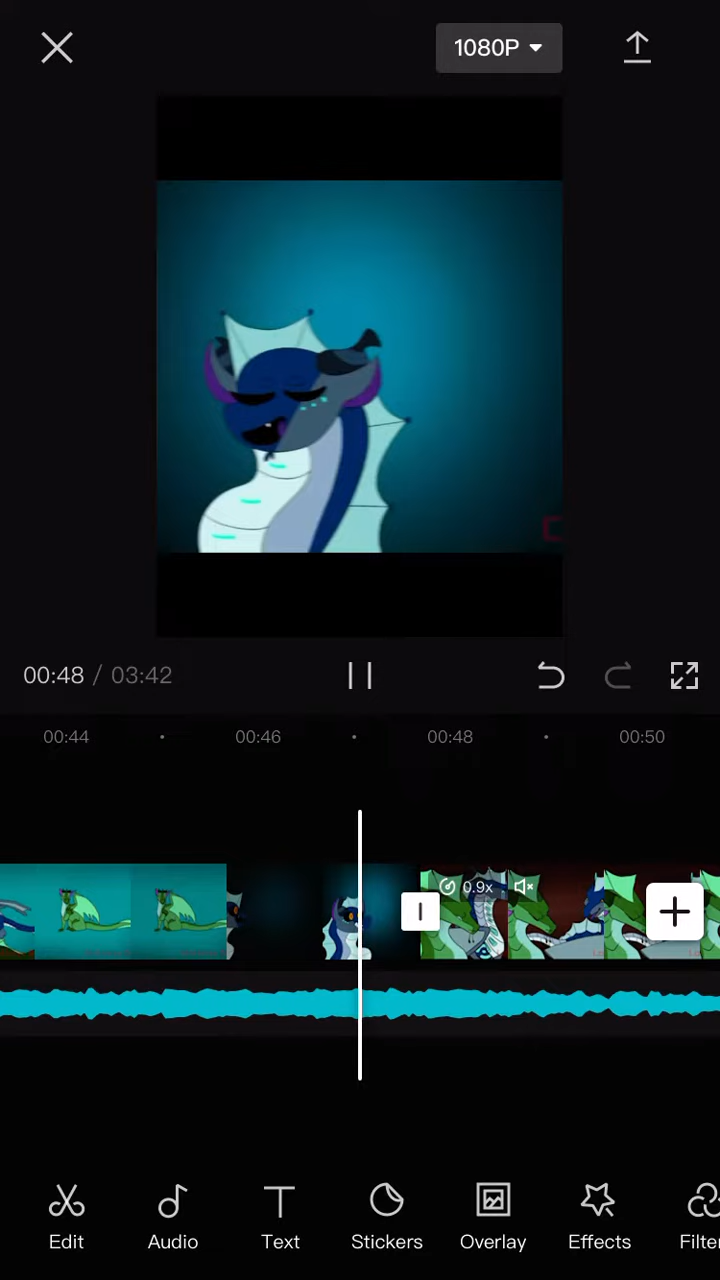 1080P
00:48 / 03:42
00:44 00:46 00:48 00:50
0.9x
Edit Audio Text Stickers Overlay Effects Filter